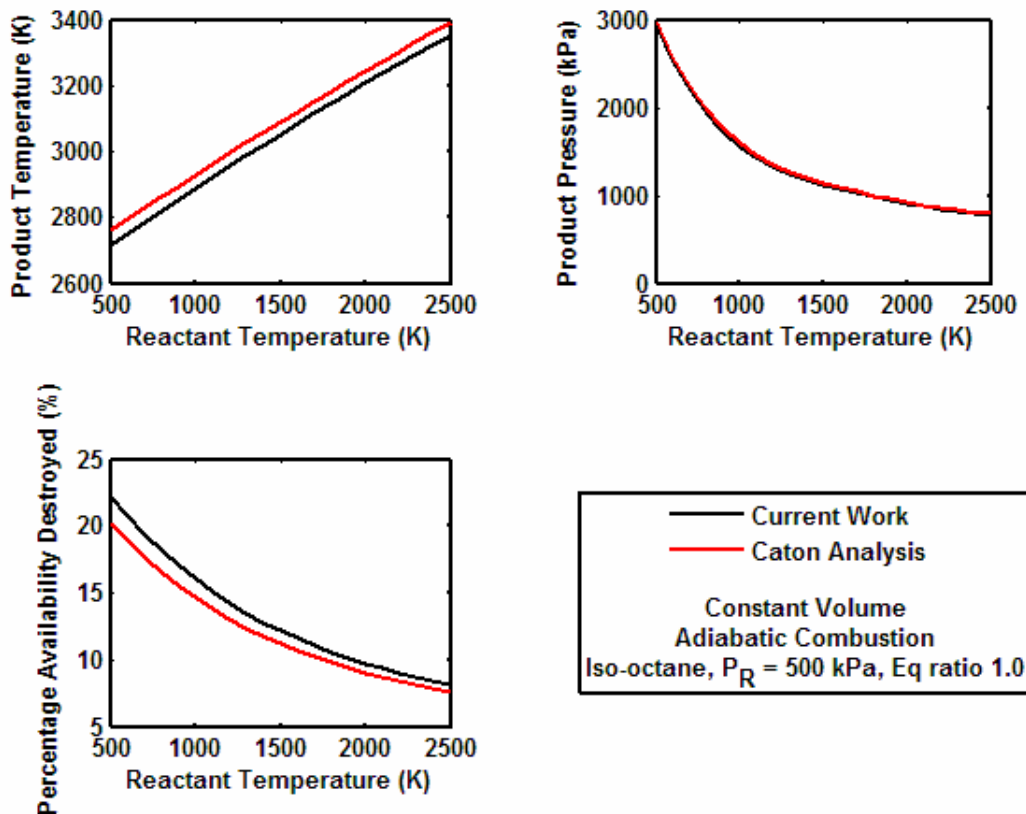 Product Temperature (K)
3400
3200
3000
2800
2600
500 1000 1500 2000 2500
Reactant Temperature (K)
Product Pressure (kPa)
3000
2000
1000
0
500 1000 1500 2000 2500
Reactant Temperature (K)
Percentage Availability Destroyed (%)
25
20
15
10
5
500 1000 1500 2000 2500
Reactant Temperature (K)
Current Work
Caton Analysis
Constant Volume
Adiabatic Combustion
Iso-octane, P_R = 500 kPa, Eq ratio 1.0